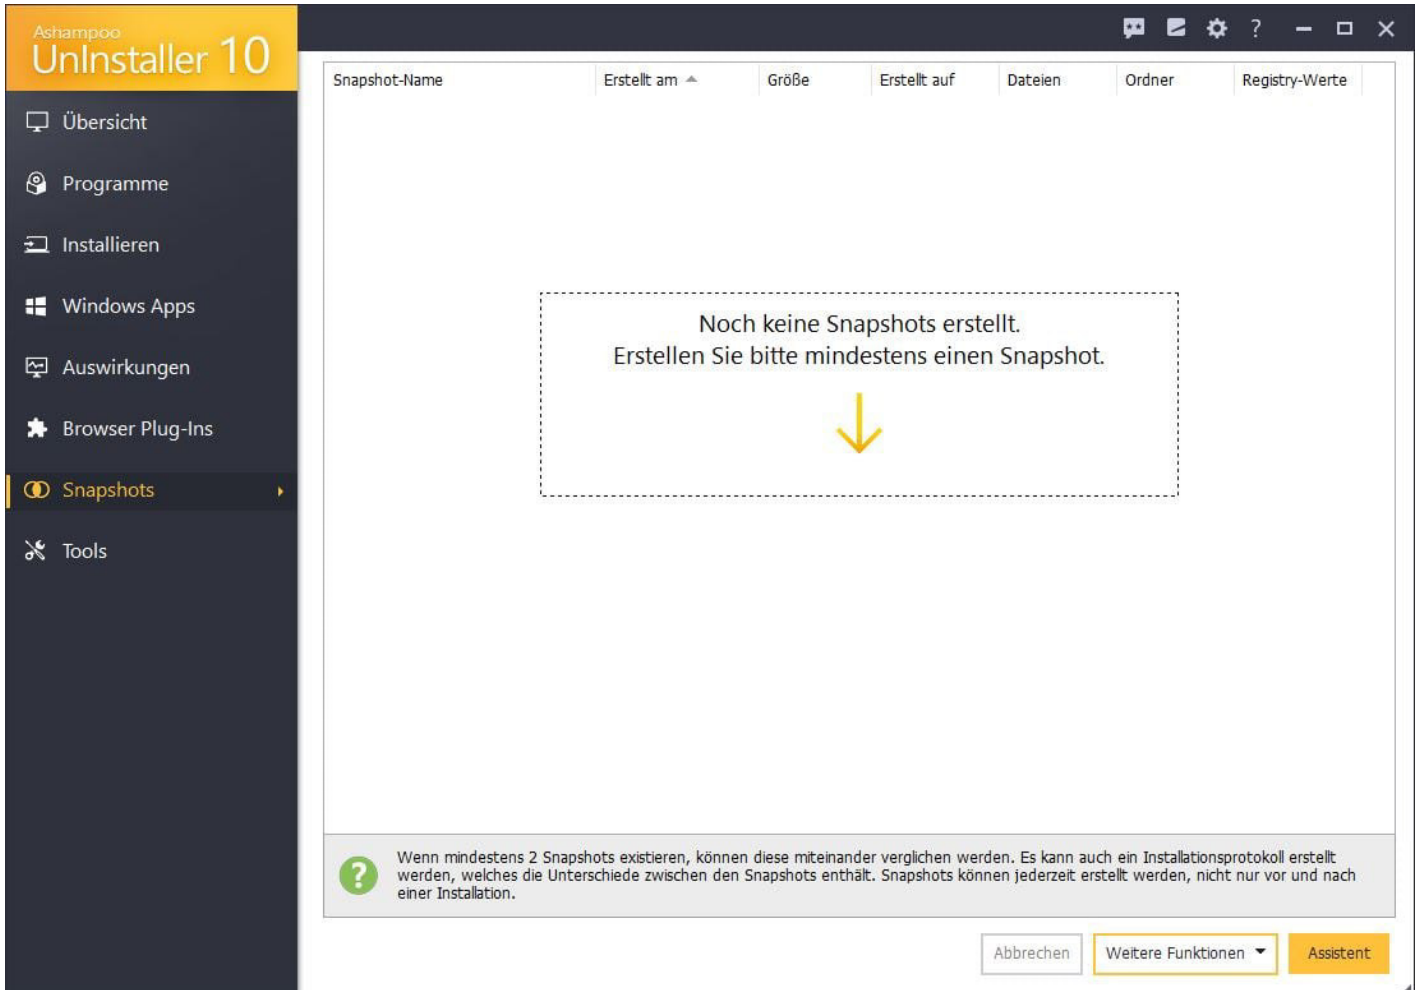 Ashampoo
UnInstaller 10
?
Snapshot-Name Erstellt am Größe Erstellt auf Dateien Ordner Registry-Werte
Übersicht
Programme
Installieren
Windows Apps
Auswirkungen
Browser Plug-Ins
Snapshots
Tools
Noch keine Snapshots erstellt.
Erstellen Sie bitte mindestens einen Snapshot.
?
Wenn mindestens 2 Snapshots existieren, können diese miteinander verglichen werden. Es kann auch ein Installationsprotokoll erstellt
werden, welches die Unterschiede zwischen den Snapshots enthält. Snapshots können jederzeit erstellt werden, nicht nur vor und nach
einer Installation.
Abbrechen Weitere Funktionen Assistent